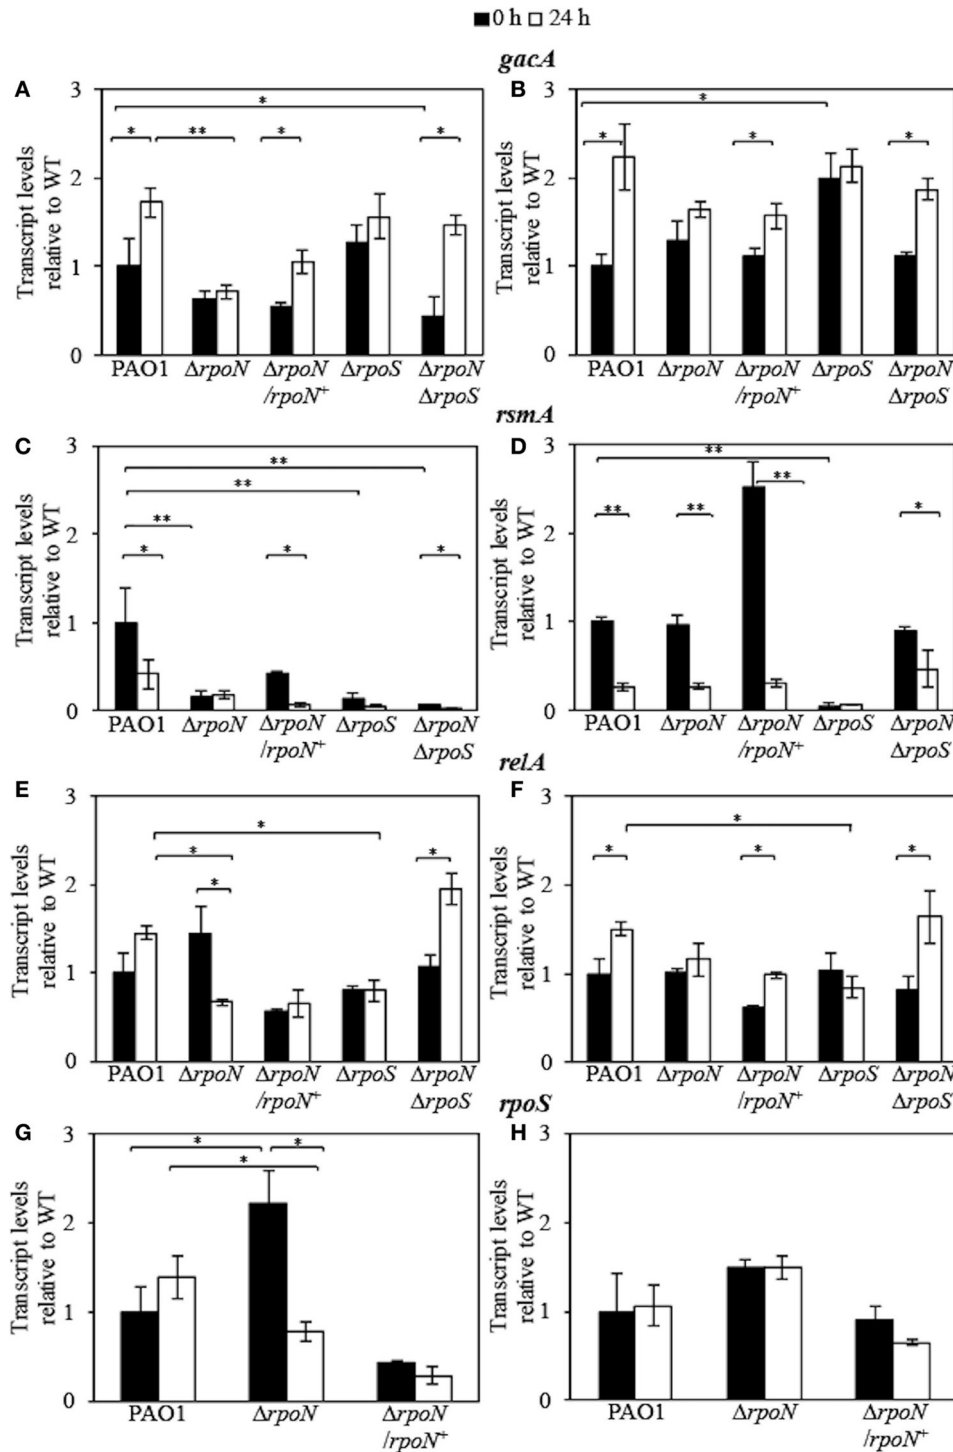 0 h 24 h
gacA
A
B
3
2
1
0
Transcript levels
relative to WT
*
* ** * *
PAO1 ΔrpoN ΔrpoN ΔrpoS ΔrpoN
/rpoN+ ΔrpoS
3
2
1
0
Transcript levels
relative to WT
*
* * *
PAO1 ΔrpoN ΔrpoN ΔrpoS ΔrpoN
/rpoN+ ΔrpoS
rsmA
C
D
3
2
1
0
Transcript levels
relative to WT
**
**
**
* * *
PAO1 ΔrpoN ΔrpoN ΔrpoS ΔrpoN
/rpoN+ ΔrpoS
3
2
1
0
Transcript levels
relative to WT
**
**
** ** *
PAO1 ΔrpoN ΔrpoN ΔrpoS ΔrpoN
/rpoN+ ΔrpoS
relA
E
F
3
2
1
0
Transcript levels
relative to WT
*
* *
*
PAO1 ΔrpoN ΔrpoN ΔrpoS ΔrpoN
/rpoN+ ΔrpoS
3
2
1
0
Transcript levels
relative to WT
*
* * *
PAO1 ΔrpoN ΔrpoN ΔrpoS ΔrpoN
/rpoN+ ΔrpoS
rpoS
G
H
3
2
1
0
Transcript levels
relative to WT
* *
*
PAO1 ΔrpoN ΔrpoN
/rpoN+
3
2
1
0
Transcript levels
relative to WT
PAO1 ΔrpoN ΔrpoN
/rpoN+